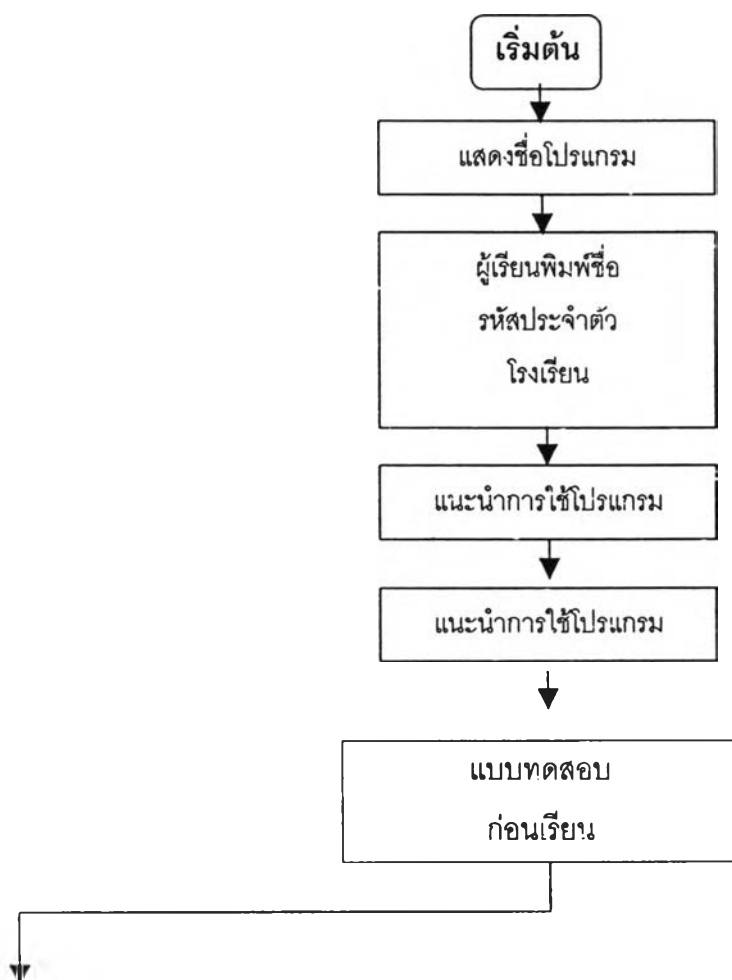 เริ่มต้น
แสดงชื่อโปรแกรม
ผู้เรียนพิมพ์ชื่อ
รหัสประจำตัว
โรงเรียน
แนะนำการใช้โปรแกรม
แนะนำการใช้โปรแกรม
แบบทดสอบ
ก่อนเรียน